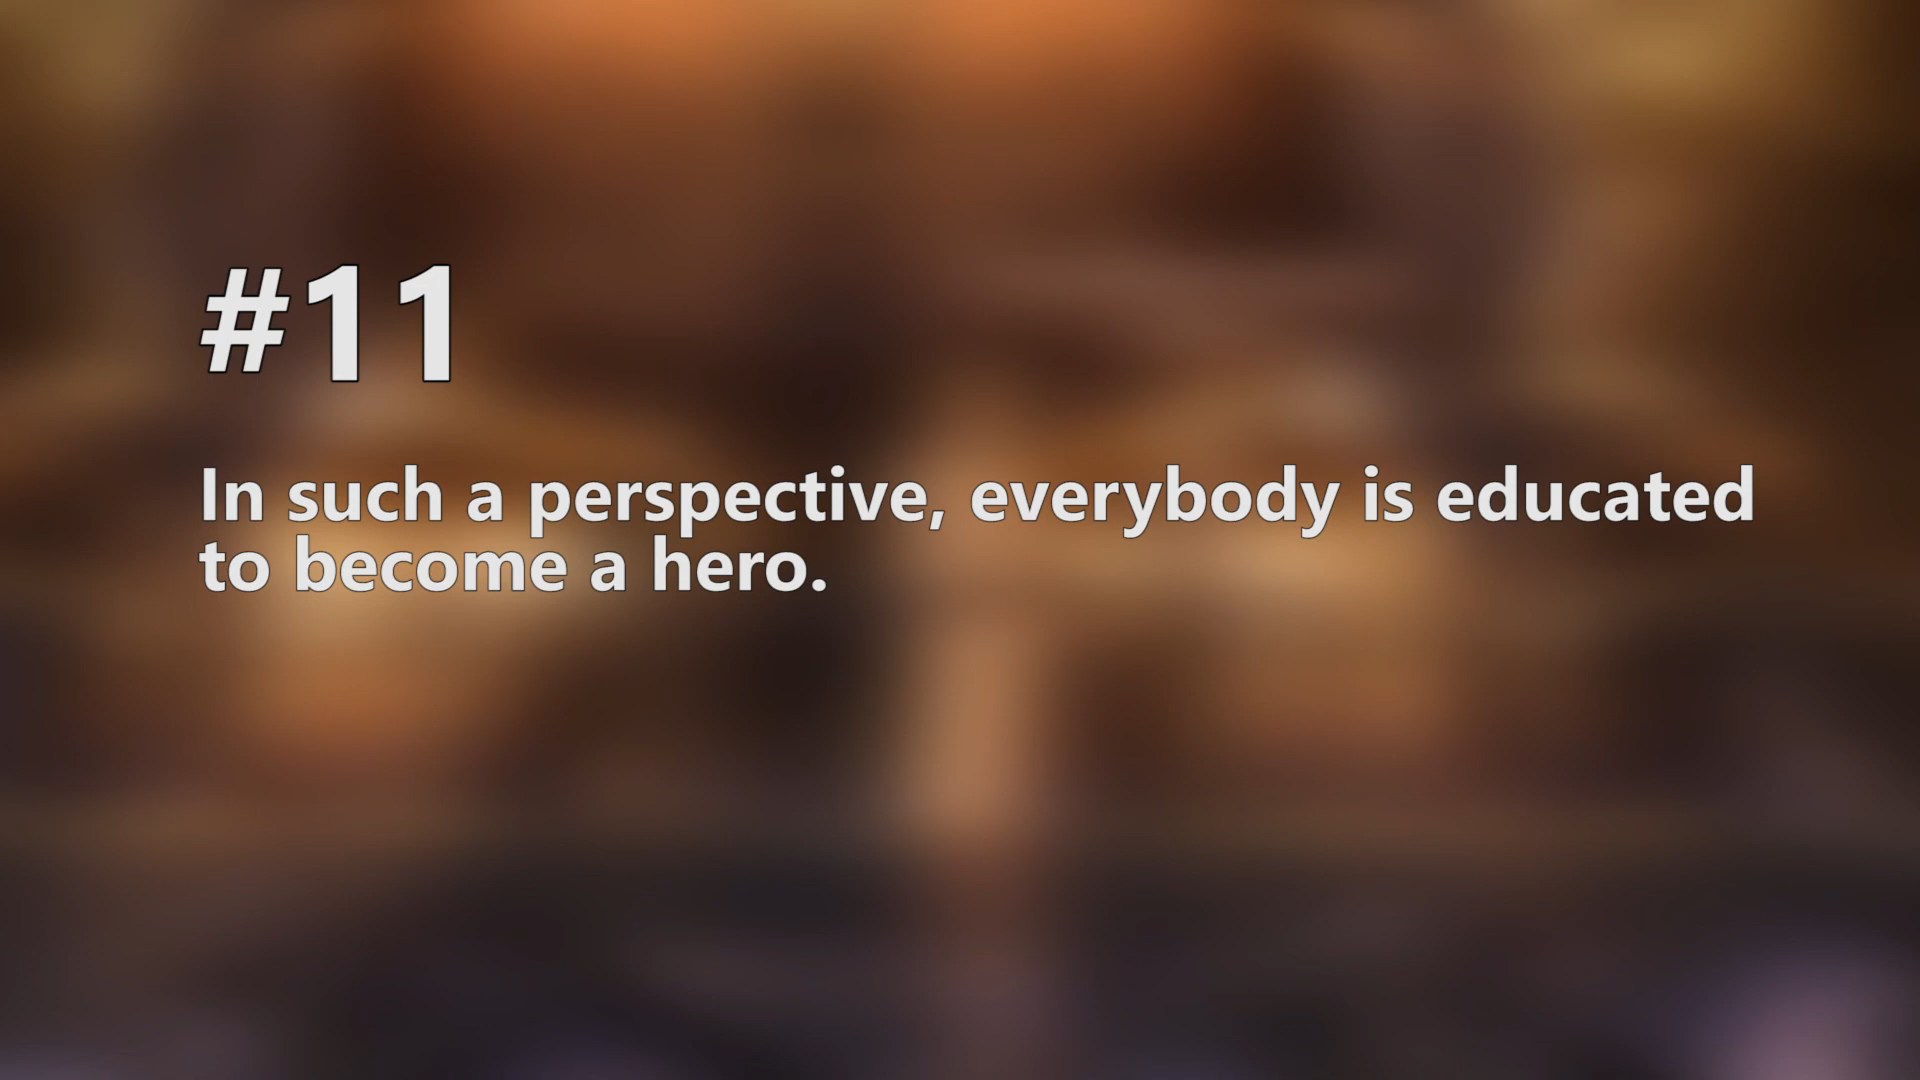 #11
In such a perspective, everybody is educated
to become a hero.